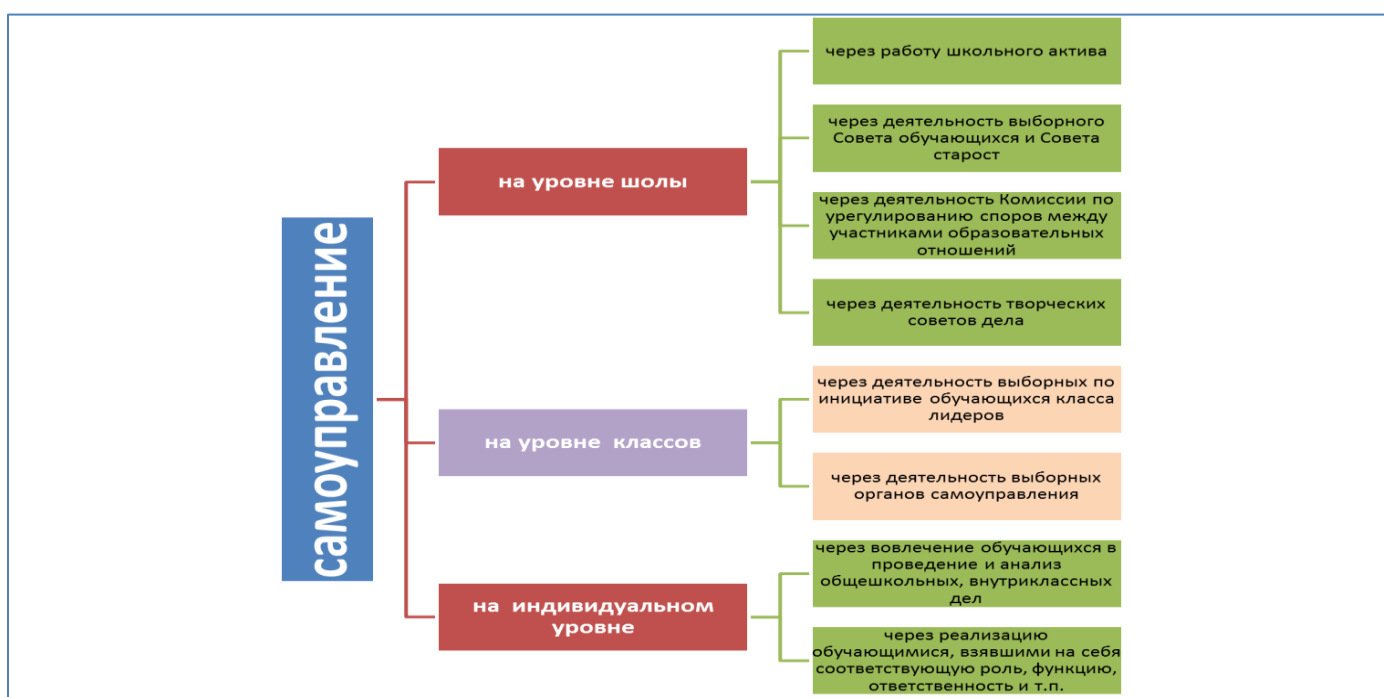 самоуправление
на уровне шолы
через работу школьного актива
через деятельность выборного
Совета обучающихся и Совета
старост
через деятельность Комиссии по
урегулированию споров между
участниками образовательных
отношений
через деятельность творческих
советов дела
на уровне классов
через деятельность выборных по
инициативе обучающихся класса
лидеров
через деятельность выборных
органов самоуправления
на индивидуальном
уровне
через вовлечение обучающихся в
проведение и анализ
общешкольных, внутриклассных
дел
через реализацию
обучающимися, взявшими на себя
соответствующую роль, функцию,
ответственность и т.п.